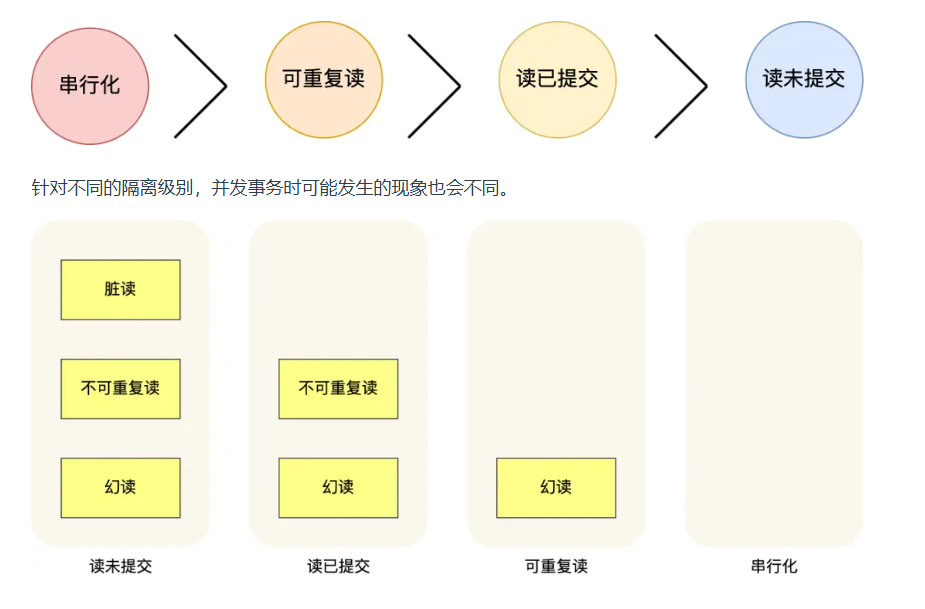 串行化
可重复读
读已提交
读未提交
针对不同的隔离级别，并发事务时可能发生的现象也会不同。
脏读
不可重复读
不可重复读
幻读
幻读
幻读
读未提交
读已提交
可重复读
串行化